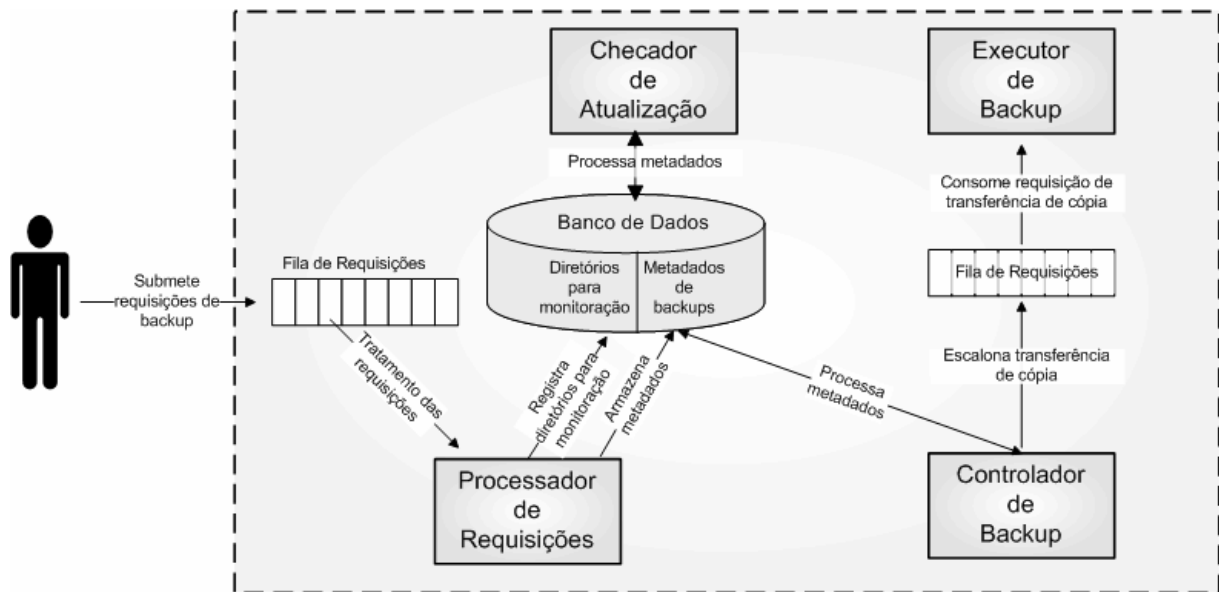 Checador
de
Atualização
Executor
de
Backup
Processa metadados
Consome requisição de
transferência de cópia
Banco de Dados
Diretórios
para
monitoração
Metadados
de
backups
Fila de Requisições
Fila de Requisições
Submete
requisições de
backup
Tratamento das
requisições
Registra
diretórios para
monitoração
Armazena
metadados
Processa
metadados
Escalona transferência
de cópia
Processador
de
Requisições
Controlador
de
Backup